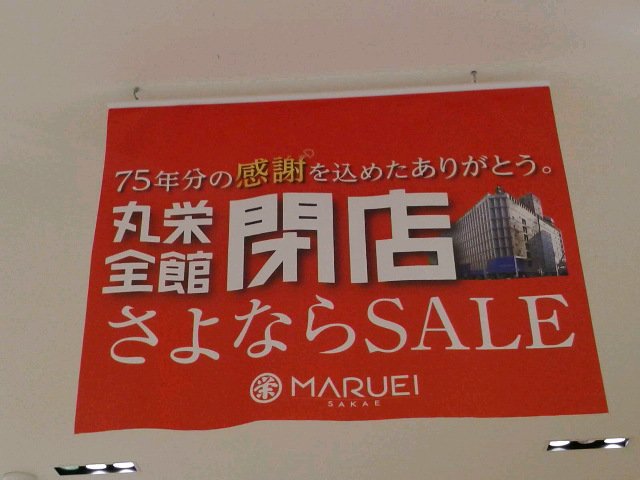 75年分の感謝を込めたありがとう。
丸栄
全館
閉店
さよならSALE
栄 MARUEI
SAKAE